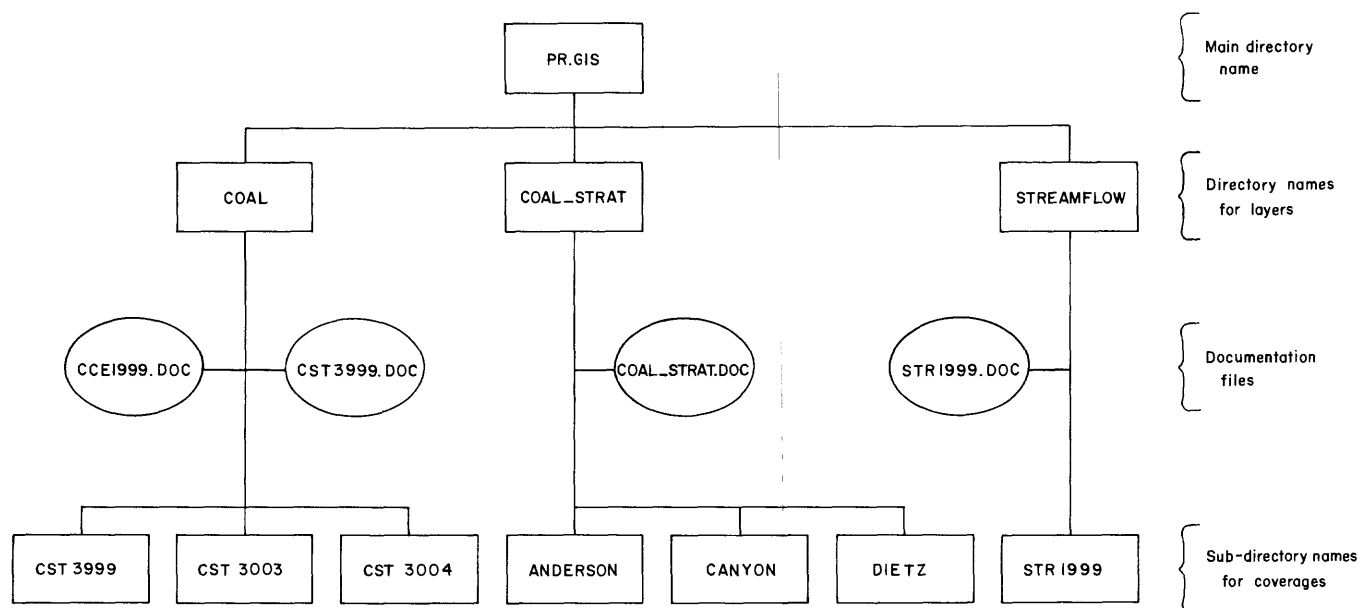 PR.GIS
Main directory
name
COAL
COAL_STRAT
STREAMFLOW
Directory names
for layers
CCE1999.DOC
CST3999.DOC
COAL_STRAT.DOC
STR1999.DOC
Documentation
files
CST 3999
CST 3003
CST 3004
ANDERSON
CANYON
DIETZ
STR 1999
Sub-directory names
for coverages